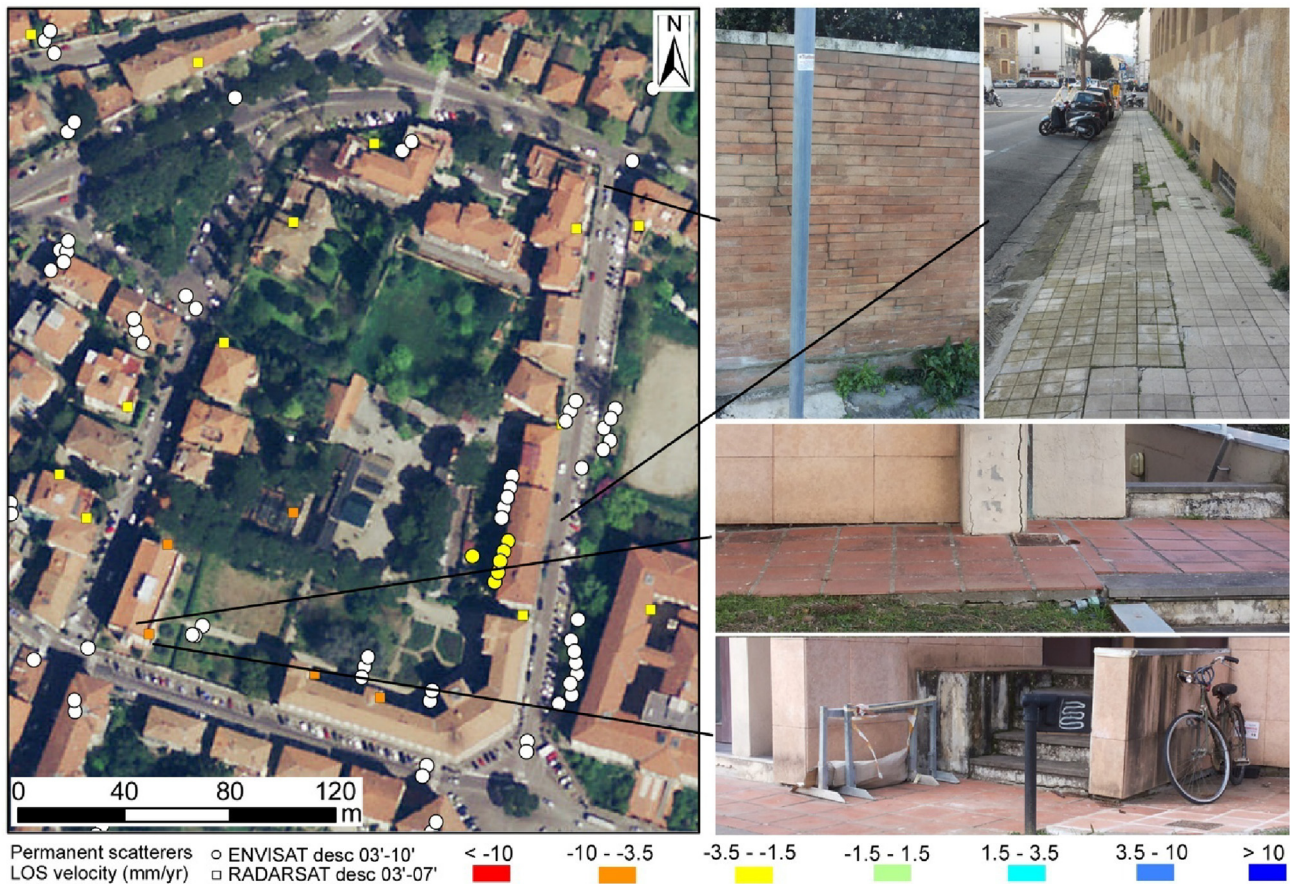 N
0 40 80 120
m
Permanent scatterers ENVISAT desc 03'-10' < -10 -10 - -3.5 -3.5 - -1.5 -1.5 - 1.5 1.5 - 3.5 3.5 - 10 > 10
LOS velocity (mm/yr) RADARSAT desc 03'-07'